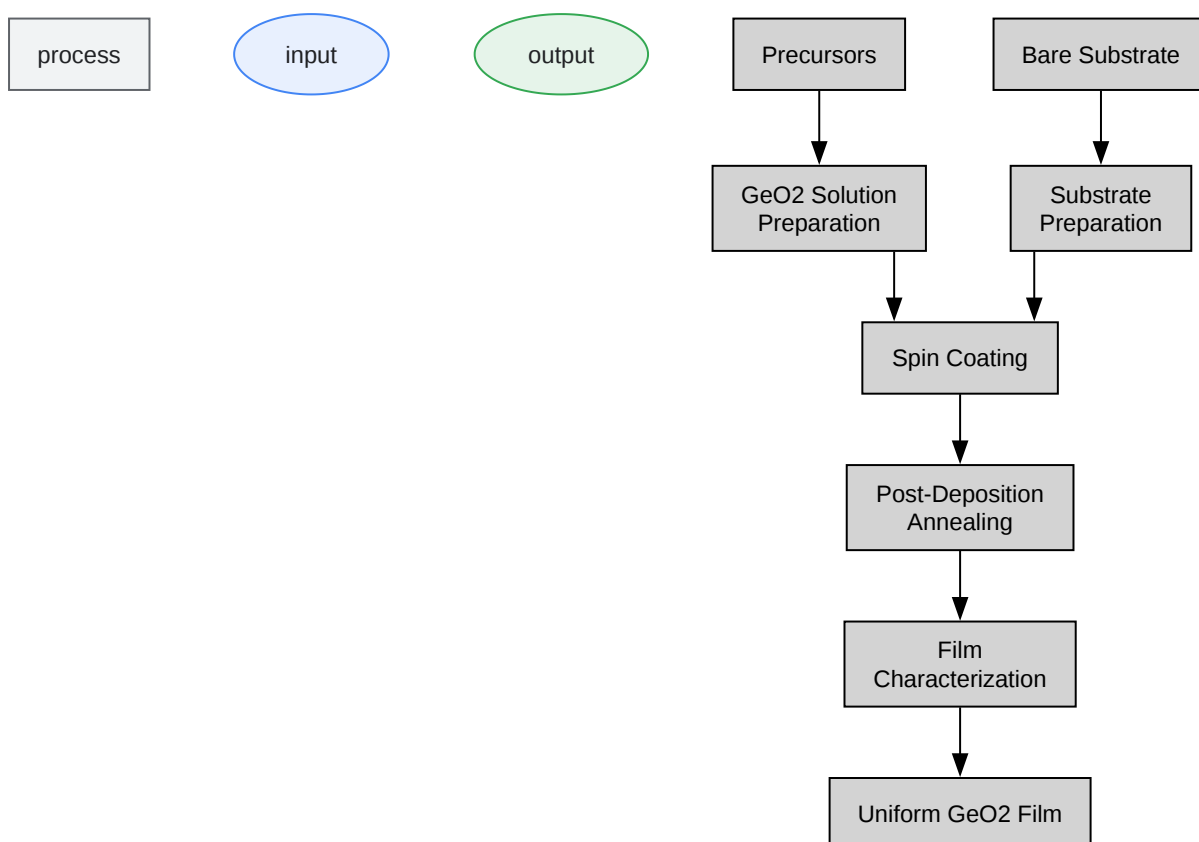 process
input
output
Precursors
Bare Substrate
GeO2 Solution
Preparation
Substrate
Preparation
Spin Coating
Post-Deposition
Annealing
Film
Characterization
Uniform GeO2 Film